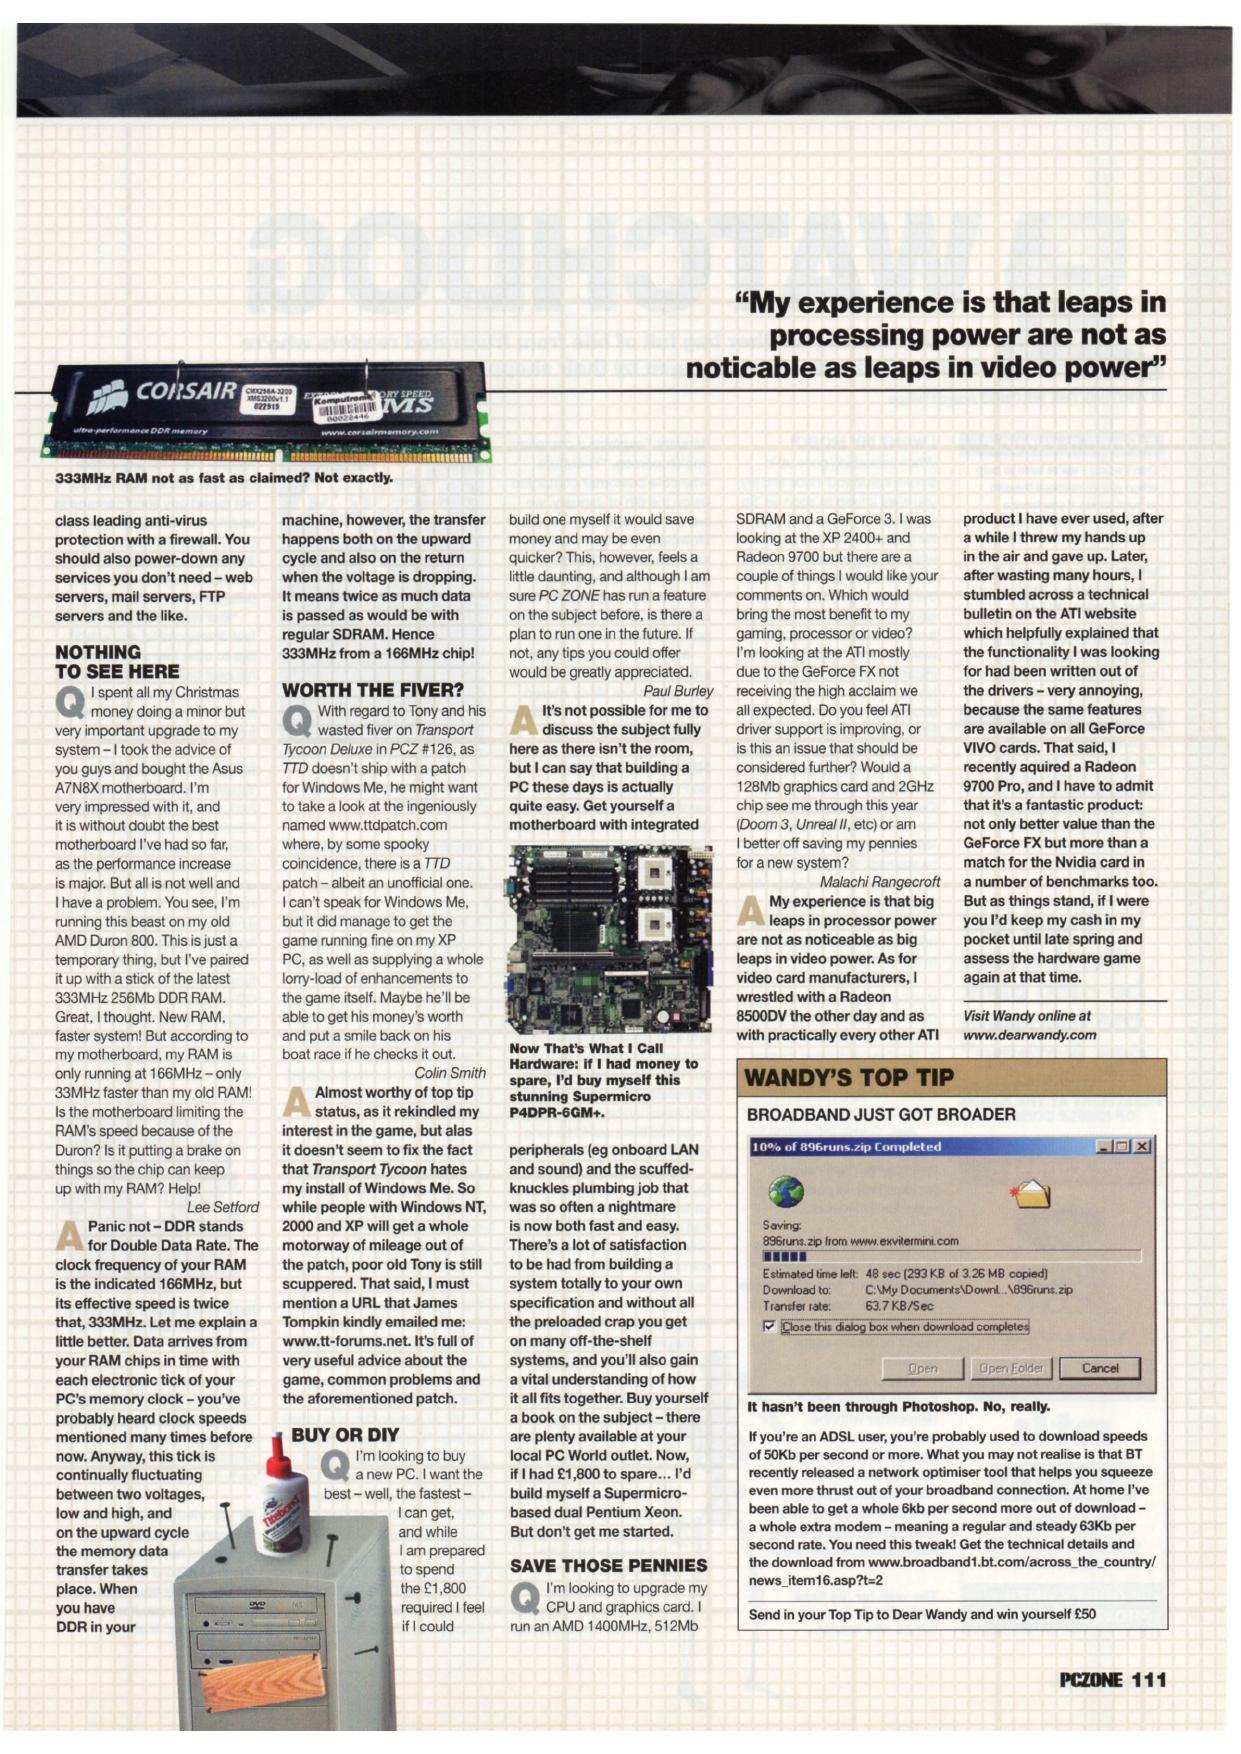 "My experience is that leaps in
processing power are not as
noticable as leaps in video power"
CORSAIR
CMX256A-3200
XMS3200v1.1
022919
Komputronik
00028446
ultra-performance DDR memory
www.corsairmemory.com
333MHz RAM not as fast as claimed? Not exactly.
class leading anti-virus
protection with a firewall. You
should also power-down any
services you don't need – web
servers, mail servers, FTP
servers and the like.
NOTHING
TO SEE HERE
Q I spent all my Christmas
money doing a minor but
very important upgrade to my
system – I took the advice of
you guys and bought the Asus
A7N8X motherboard. I'm
very impressed with it, and
it is without doubt the best
motherboard I've had so far,
as the performance increase
is major. But all is not well and
I have a problem. You see, I'm
running this beast on my old
AMD Duron 800. This is just a
temporary thing, but I've paired
it up with a stick of the latest
333MHz 256Mb DDR RAM.
Great, I thought. New RAM,
faster system! But according to
my motherboard, my RAM is
only running at 166MHz – only
33MHz faster than my old RAM!
Is the motherboard limiting the
RAM's speed because of the
Duron? Is it putting a brake on
things so the chip can keep
up with my RAM? Help!
Lee Setford
A Panic not – DDR stands
for Double Data Rate. The
clock frequency of your RAM
is the indicated 166MHz, but
its effective speed is twice
that, 333MHz. Let me explain a
little better. Data arrives from
your RAM chips in time with
each electronic tick of your
PC's memory clock – you've
probably heard clock speeds
mentioned many times before
now. Anyway, this tick is
continually fluctuating
between two voltages,
low and high, and
on the upward cycle
the memory data
transfer takes
place. When
you have
DDR in your
machine, however, the transfer
happens both on the upward
cycle and also on the return
when the voltage is dropping.
It means twice as much data
is passed as would be with
regular SDRAM. Hence
333MHz from a 166MHz chip!
WORTH THE FIVER?
Q With regard to Tony and his
wasted fiver on Transport
Tycoon Deluxe in PCZ #126, as
TTD doesn't ship with a patch
for Windows Me, he might want
to take a look at the ingeniously
named www.ttdpatch.com
where, by some spooky
coincidence, there is a TTD
patch – albeit an unofficial one.
I can't speak for Windows Me,
but it did manage to get the
game running fine on my XP
PC, as well as supplying a whole
lorry-load of enhancements to
the game itself. Maybe he'll be
able to get his money's worth
and put a smile back on his
boat race if he checks it out.
Colin Smith
A Almost worthy of top tip
status, as it rekindled my
interest in the game, but alas
it doesn't seem to fix the fact
that Transport Tycoon hates
my install of Windows Me. So
while people with Windows NT,
2000 and XP will get a whole
motorway of mileage out of
the patch, poor old Tony is still
scuppered. That said, I must
mention a URL that James
Tompkin kindly emailed me:
www.tt-forums.net. It's full of
very useful advice about the
game, common problems and
the aforementioned patch.
BUY OR DIY
Q I'm looking to buy
a new PC. I want the
best – well, the fastest –
I can get,
and while
I am prepared
to spend
the £1,800
required I feel
if I could
Titebond
DVD
build one myself it would save
money and may be even
quicker? This, however, feels a
little daunting, and although I am
sure PC ZONE has run a feature
on the subject before, is there a
plan to run one in the future. If
not, any tips you could offer
would be greatly appreciated.
Paul Burley
A It's not possible for me to
discuss the subject fully
here as there isn't the room,
but I can say that building a
PC these days is actually
quite easy. Get yourself a
motherboard with integrated
Now That's What I Call
Hardware: if I had money to
spare, I'd buy myself this
stunning Supermicro
P4DPR-6GM+.
peripherals (eg onboard LAN
and sound) and the scuffed-
knuckles plumbing job that
was so often a nightmare
is now both fast and easy.
There's a lot of satisfaction
to be had from building a
system totally to your own
specification and without all
the preloaded crap you get
on many off-the-shelf
systems, and you'll also gain
a vital understanding of how
it all fits together. Buy yourself
a book on the subject – there
are plenty available at your
local PC World outlet. Now,
if I had £1,800 to spare... I'd
build myself a Supermicro-
based dual Pentium Xeon.
But don't get me started.
SAVE THOSE PENNIES
Q I'm looking to upgrade my
CPU and graphics card. I
run an AMD 1400MHz, 512Mb
SDRAM and a GeForce 3. I was
looking at the XP 2400+ and
Radeon 9700 but there are a
couple of things I would like your
comments on. Which would
bring the most benefit to my
gaming, processor or video?
I'm looking at the ATI mostly
due to the GeForce FX not
receiving the high acclaim we
all expected. Do you feel ATI
driver support is improving, or
is this an issue that should be
considered further? Would a
128Mb graphics card and 2GHz
chip see me through this year
(Doom 3, Unreal II, etc) or am
I better off saving my pennies
for a new system?
Malachi Rangecroft
A My experience is that big
leaps in processor power
are not as noticeable as big
leaps in video power. As for
video card manufacturers, I
wrestled with a Radeon
8500DV the other day and as
with practically every other ATI
product I have ever used, after
a while I threw my hands up
in the air and gave up. Later,
after wasting many hours, I
stumbled across a technical
bulletin on the ATI website
which helpfully explained that
the functionality I was looking
for had been written out of
the drivers – very annoying,
because the same features
are available on all GeForce
VIVO cards. That said, I
recently aquired a Radeon
9700 Pro, and I have to admit
that it's a fantastic product:
not only better value than the
GeForce FX but more than a
match for the Nvidia card in
a number of benchmarks too.
But as things stand, if I were
you I'd keep my cash in my
pocket until late spring and
assess the hardware game
again at that time.
Visit Wandy online at
www.dearwandy.com
WANDY'S TOP TIP
BROADBAND JUST GOT BROADER
10% of 896runs.zip Completed
Saving:
896runs.zip from www.exvitermini.com
Estimated time left: 48 sec (293 KB of 3.26 MB copied)
Download to: C:\My Documents\Downl...\896runs.zip
Transfer rate: 63.7 KB/Sec
Close this dialog box when download completes
Open Open Folder Cancel
It hasn't been through Photoshop. No, really.
If you're an ADSL user, you're probably used to download speeds
of 50Kb per second or more. What you may not realise is that BT
recently released a network optimiser tool that helps you squeeze
even more thrust out of your broadband connection. At home I've
been able to get a whole 6kb per second more out of download –
a whole extra modem – meaning a regular and steady 63Kb per
second rate. You need this tweak! Get the technical details and
the download from www.broadband1.bt.com/across_the_country/
news_item16.asp?t=2
Send in your Top Tip to Dear Wandy and win yourself £50
PCZONE 111